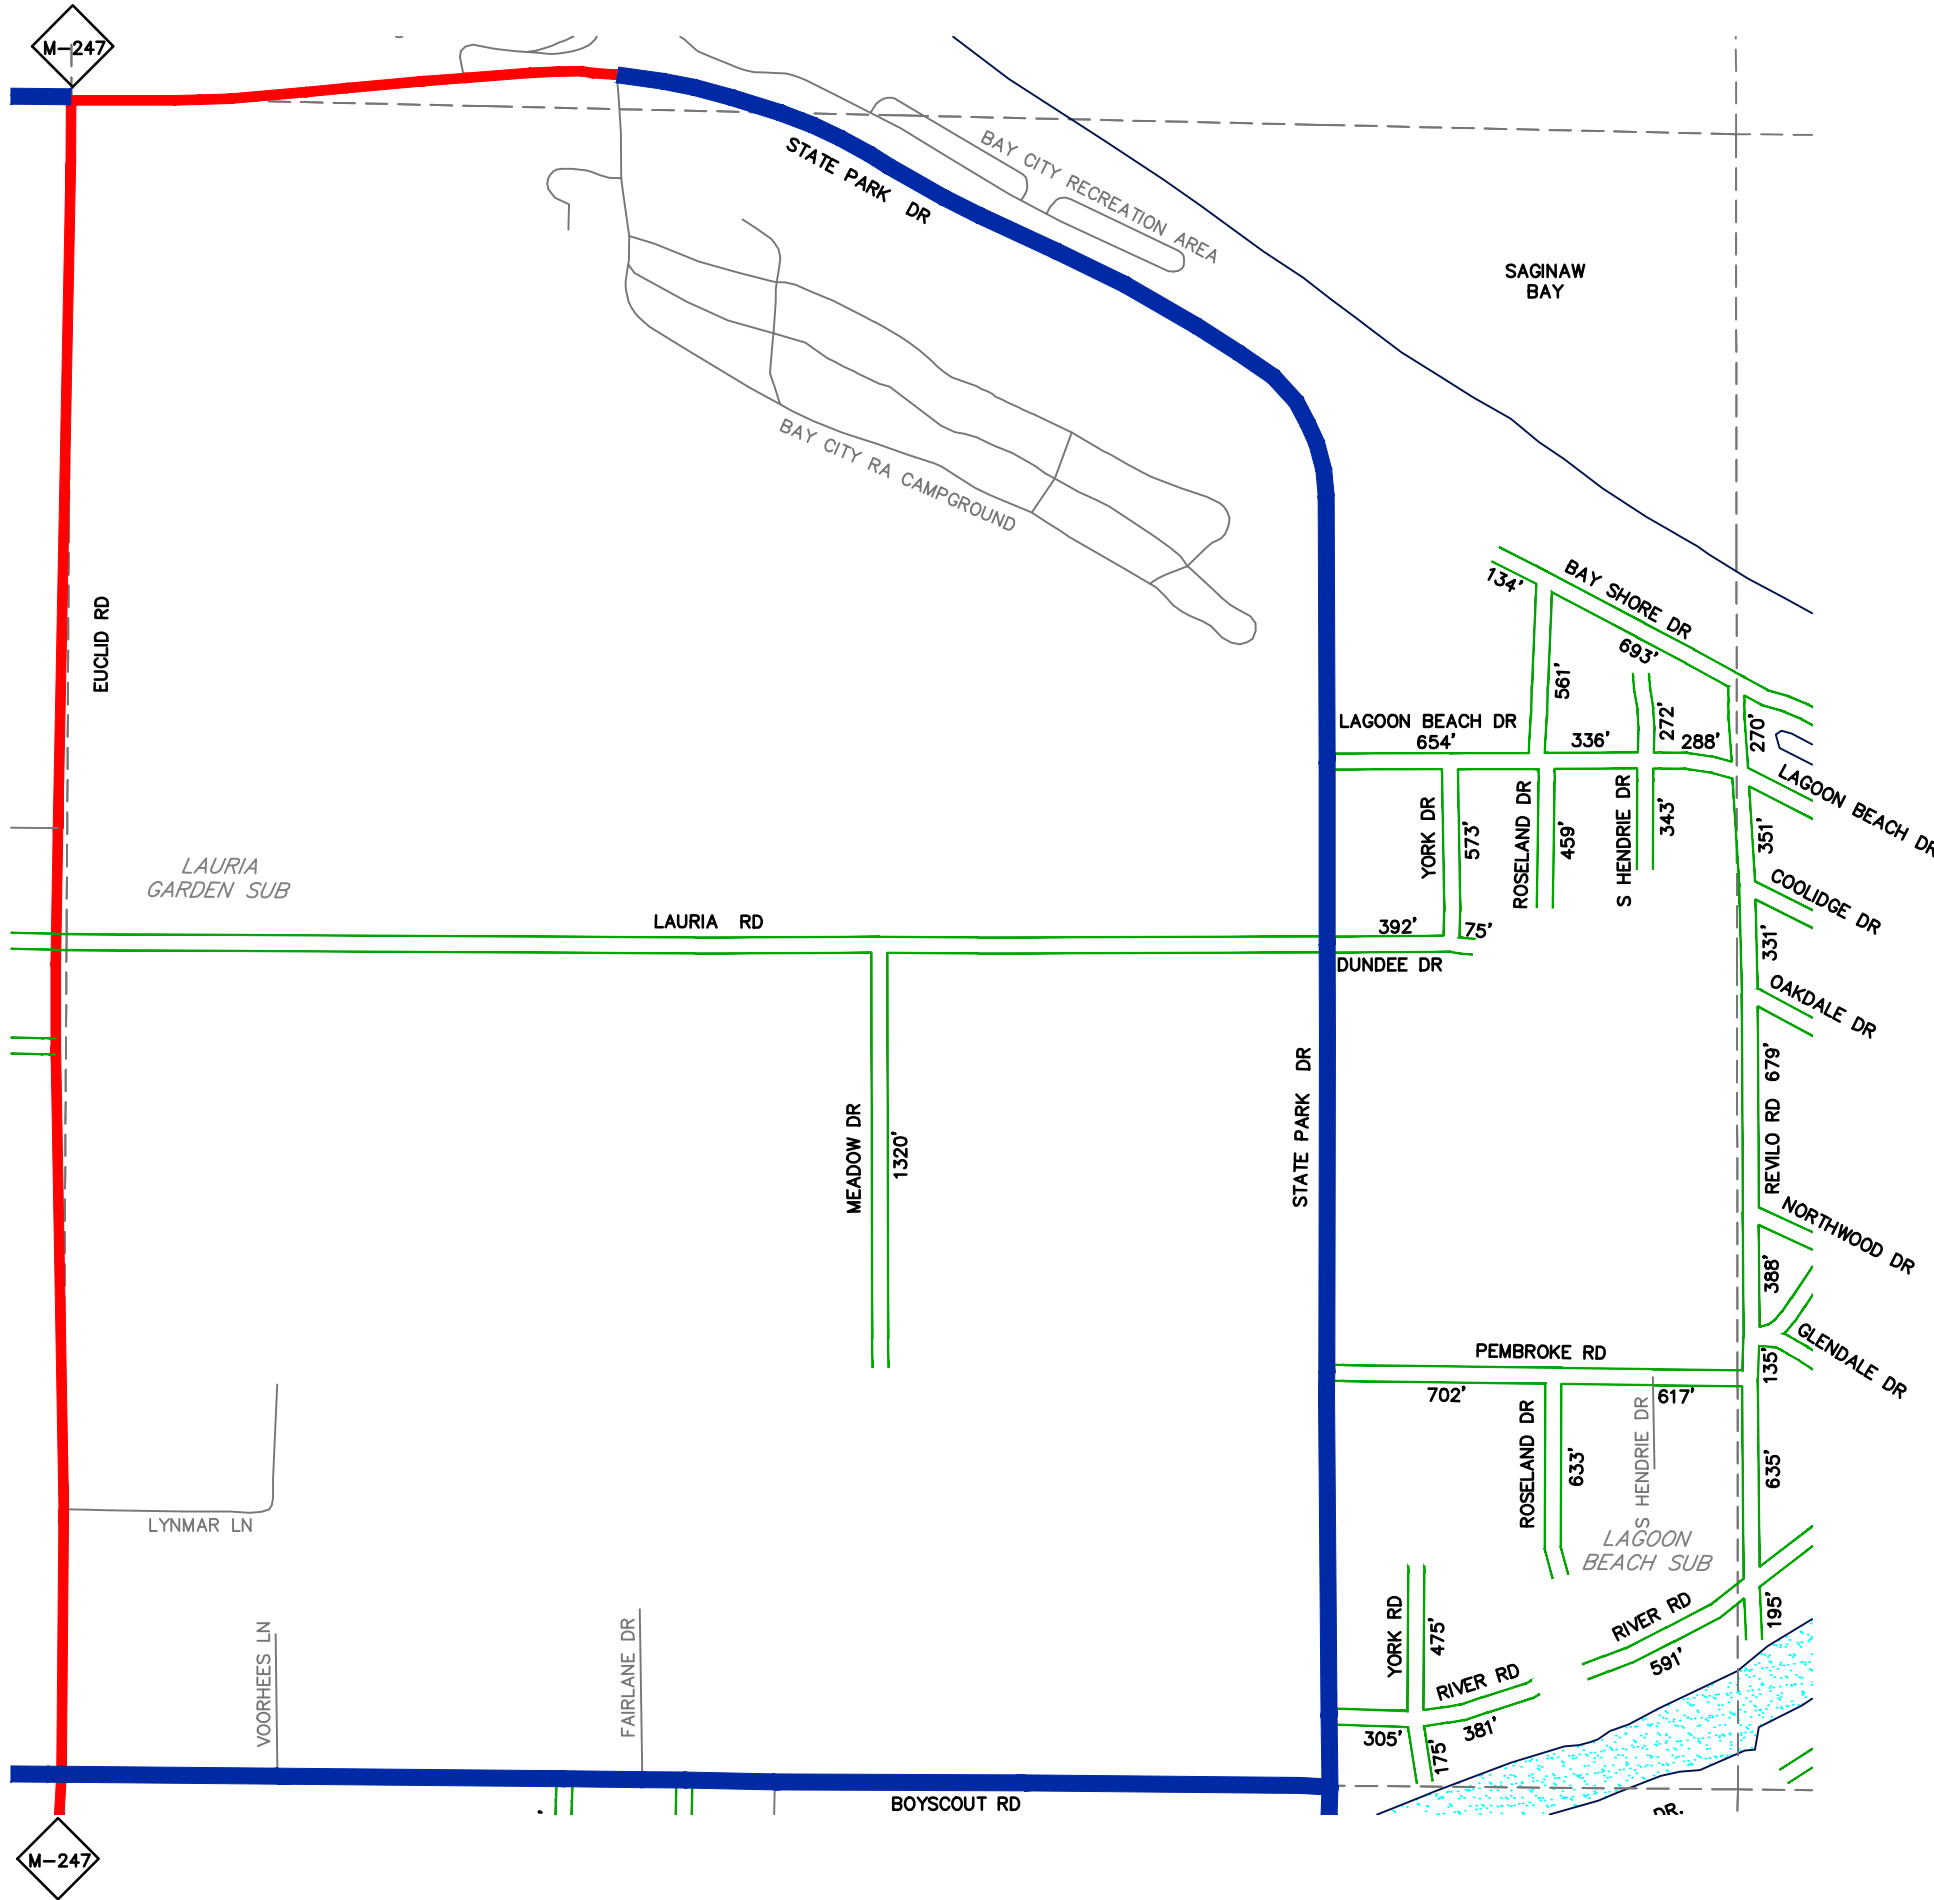 M-247
STATE PARK DR
BAY CITY RECREATION AREA
SAGINAW
BAY
BAY CITY RA CAMPGROUND
EUCLID RD
134'
BAY SHORE DR
693'
561'
272'
270'
LAGOON BEACH DR
654'
336'
288'
LAGOON BEACH DR
YORK DR
573'
ROSELAND DR
459'
S HENDRIE DR
343'
351'
LAURIA
GARDEN SUB
COOLIDGE DR
LAURIA RD
392'
75'
331'
DUNDEE DR
OAKDALE DR
MEADOW DR
1320'
STATE PARK DR
REVILO RD 679'
NORTHWOOD DR
388'
PEMBROKE RD
GLENDALE DR
135'
702'
617'
ROSELAND DR
633'
S HENDRIE DR
635'
LYNMAR LN
LAGOON
BEACH SUB
VOORHEES LN
FAIRLANE DR
YORK RD
475'
RIVER RD
195'
591'
RIVER RD
305'
381'
175'
BOYSCOUT RD
DR.
M-247